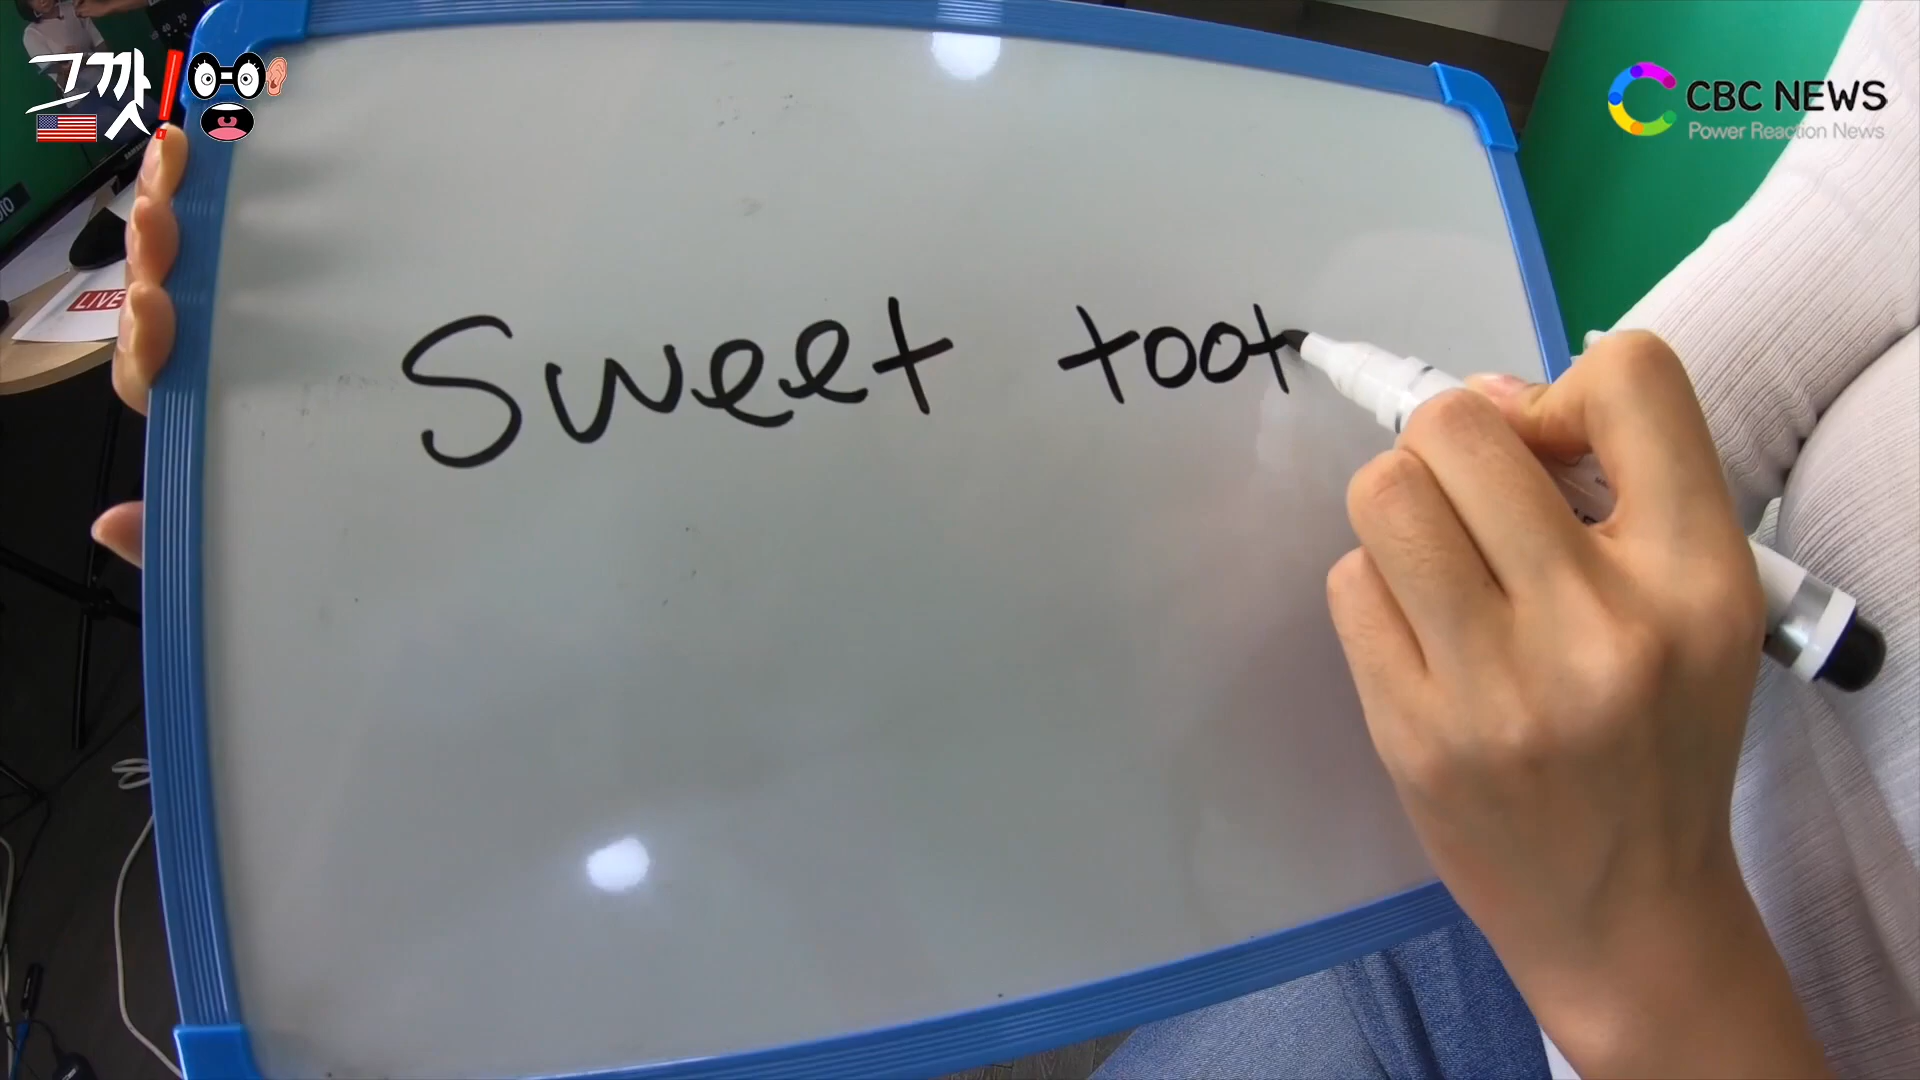 그깟!
CBC NEWS
Power Reaction News
LIVE
Sweet toot